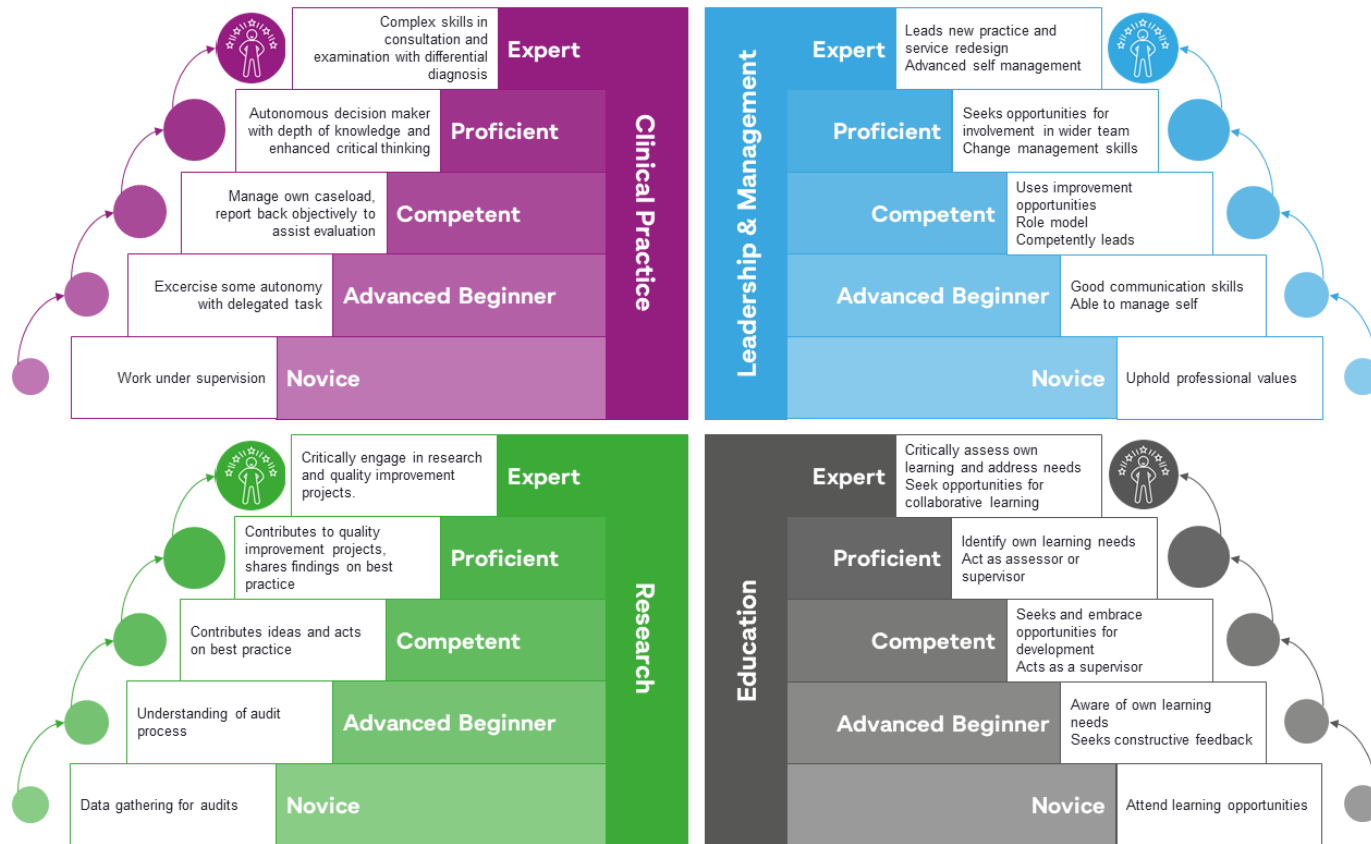 Complex skills in
consultation and
examination with differential
diagnosis
Expert
Autonomous decision maker
with depth of knowledge and
enhanced critical thinking
Proficient
Manage own caseload,
report back objectively to
assist evaluation
Competent
Excercise some autonomy
with delegated task
Advanced Beginner
Work under supervision
Novice
Clinical Practice
Leadership & Management
Expert
Leads new practice and
service redesign
Advanced self management
Proficient
Seeks opportunities for
involvement in wider team
Change management skills
Competent
Uses improvement
opportunities
Role model
Competently leads
Advanced Beginner
Good communication skills
Able to manage self
Novice
Uphold professional values
Critically engage in research
and quality improvement
projects.
Expert
Contributes to quality
improvement projects,
shares findings on best
practice
Proficient
Contributes ideas and acts
on best practice
Competent
Understanding of audit
process
Advanced Beginner
Data gathering for audits
Novice
Research
Education
Expert
Critically assess own
learning and address needs
Seek opportunities for
collaborative learning
Proficient
Identify own learning needs
Act as assessor or
supervisor
Competent
Seeks and embrace
opportunities for
development
Acts as a supervisor
Advanced Beginner
Aware of own learning
needs
Seeks constructive feedback
Novice
Attend learning opportunities